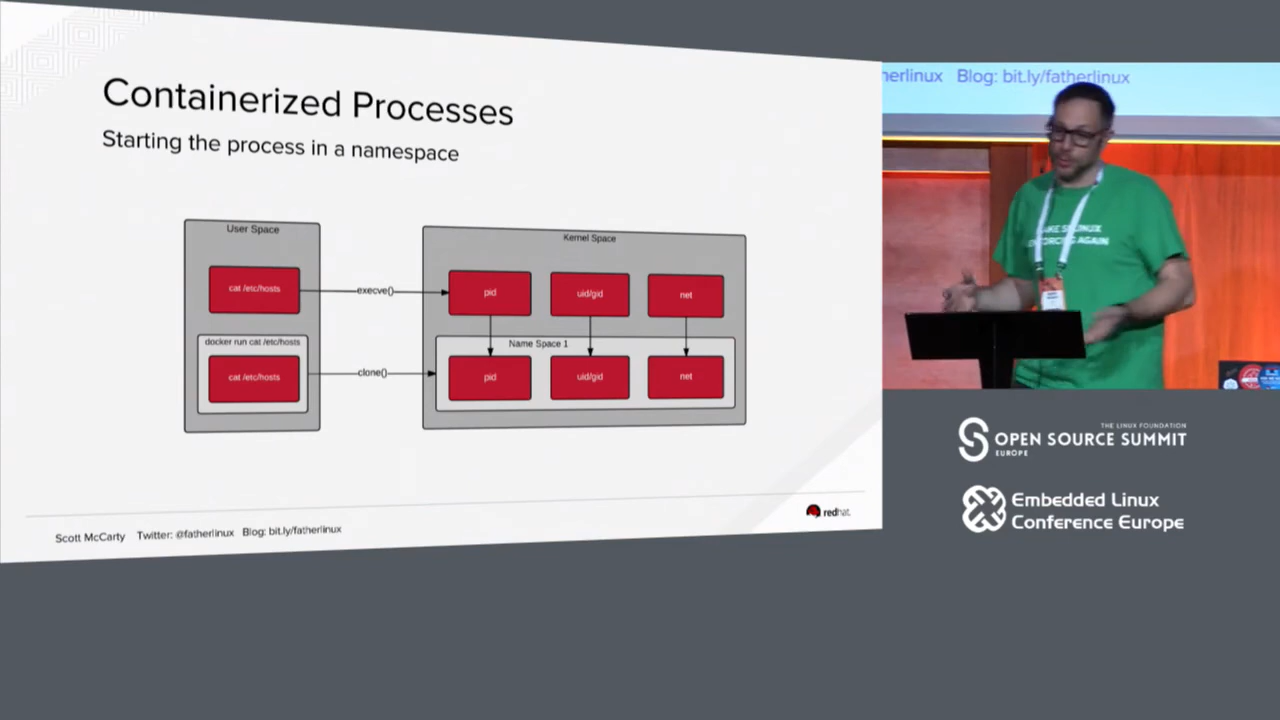 Containerized Processes
Starting the process in a namespace
User Space
cat /etc/hosts
docker run cat /etc/hosts
cat /etc/hosts
execve()
clone()
Kernel Space
pid
uid/gid
net
Name Space 1
pid
uid/gid
net
Scott McCarty Twitter: @fatherlinux Blog: bit.ly/fatherlinux
redhat.
herlinux Blog: bit.ly/fatherlinux
AGAIN
THE LINUX FOUNDATION
OPEN SOURCE SUMMIT
EUROPE
Embedded Linux
Conference Europe